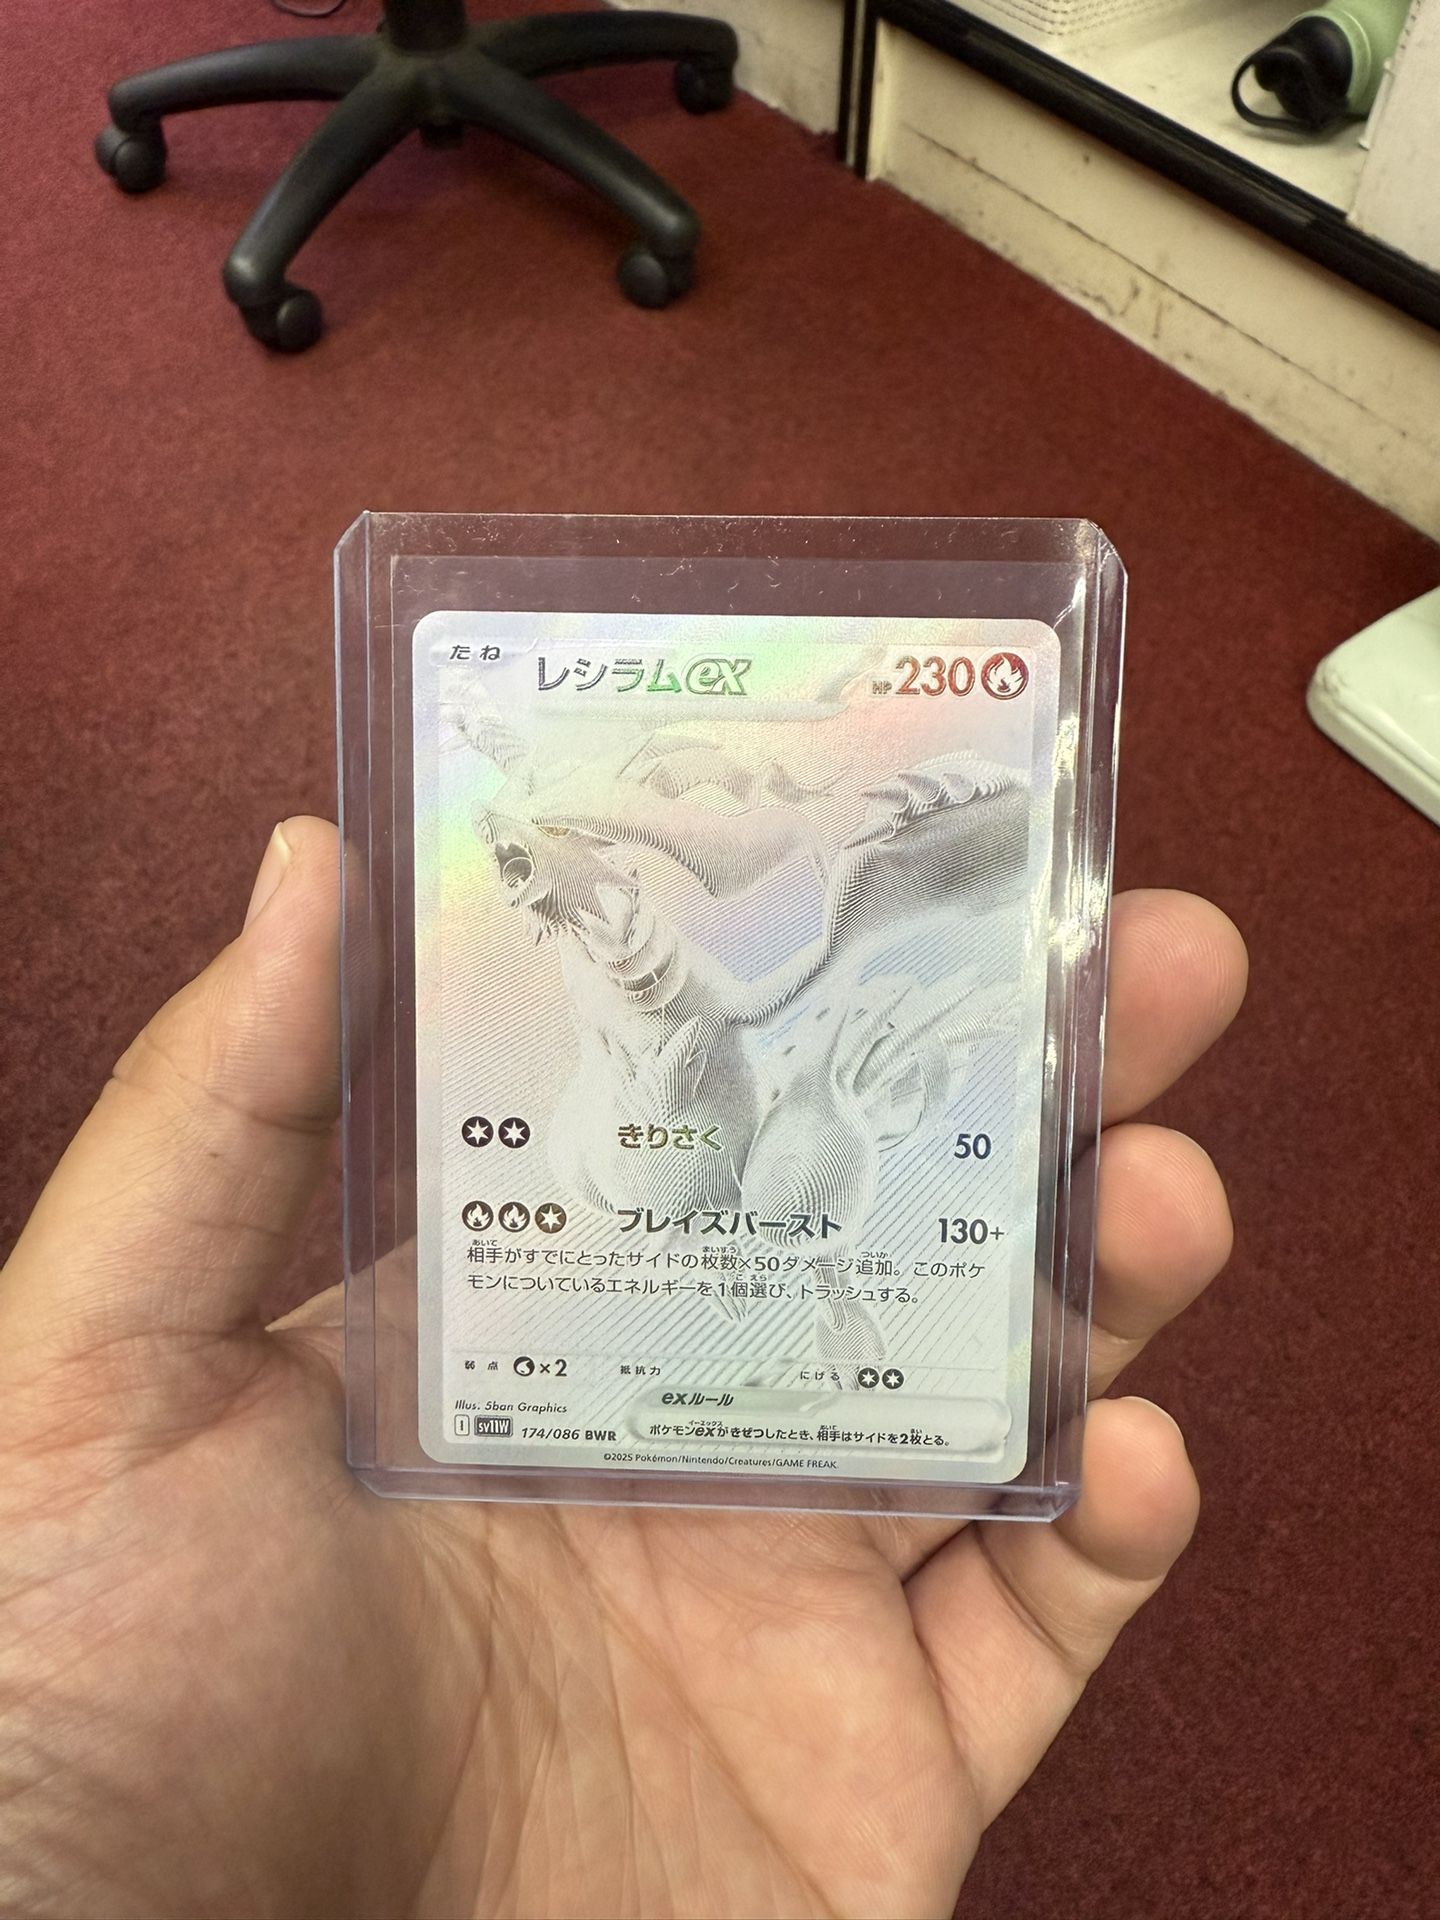 たね レシラムex HP230
きりさく 50
ブレイズバースト 130+
相手がすでにとったサイドの枚数×50ダメージ追加。このポケ
モンについているエネルギーを1個選び、トラッシュする。
弱点 ×2 抵抗力 にげる
exルール
ポケモンexがきぜつしたとき、相手はサイドを2枚とる。
Illus. 5ban Graphics
I SV11W 174/086 BWR
©2025 Pokémon/Nintendo/Creatures/GAME FREAK.